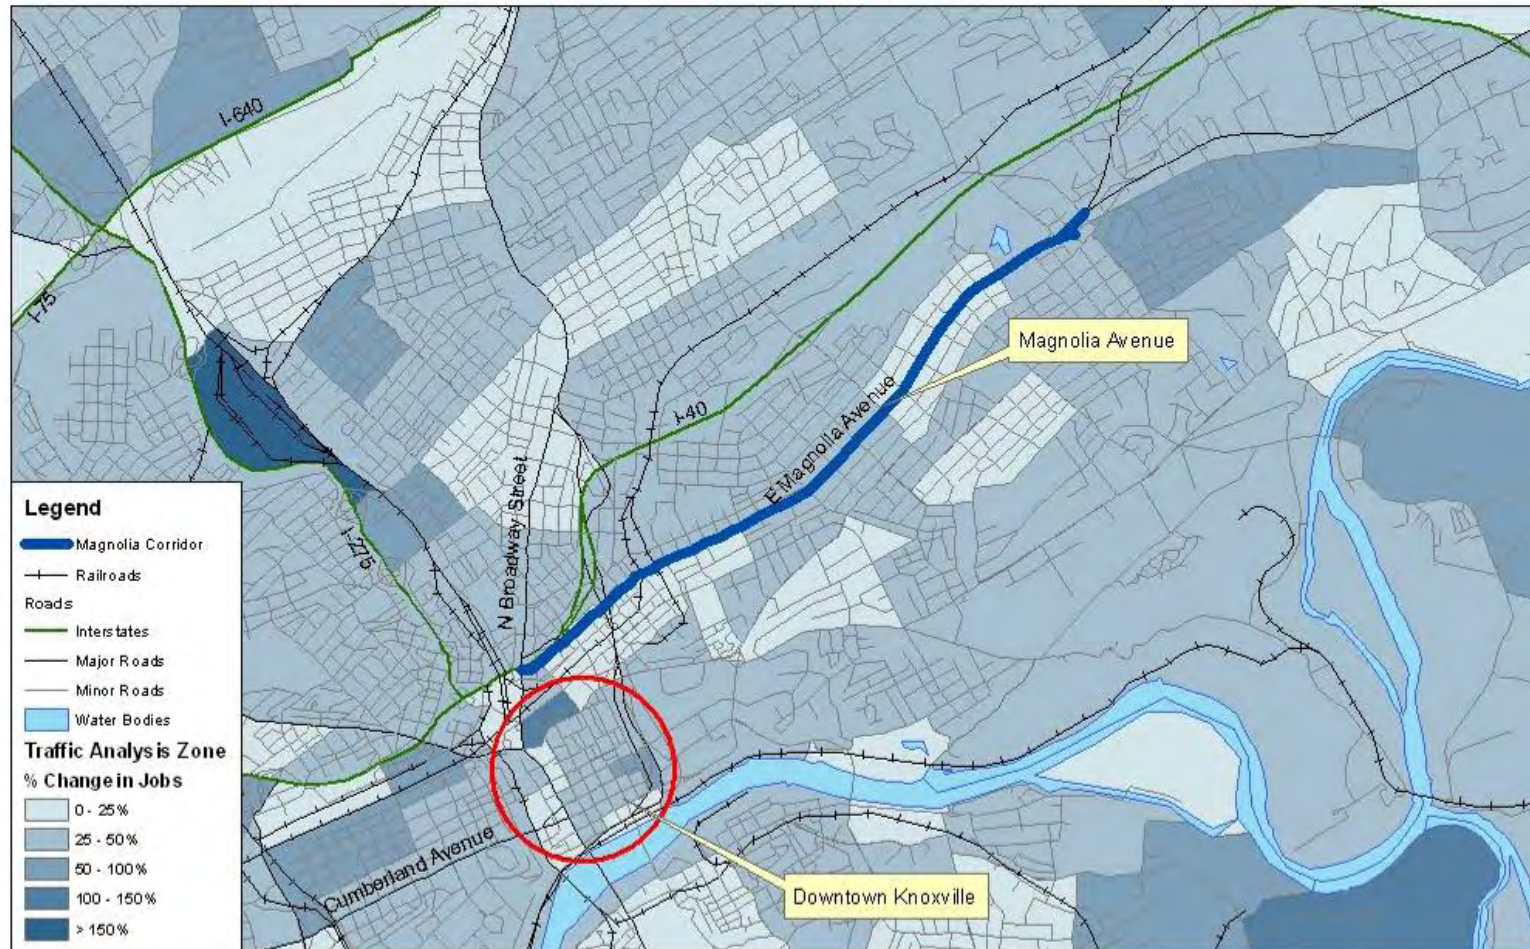 I-640
I-75
Magnolia Avenue
I-40
E Magnolia Avenue
N Broadway Street
I-275
Cumberland Avenue
Downtown Knoxville
Legend
Magnolia Corridor
Railroads
Roads
Interstates
Major Roads
Minor Roads
Water Bodies
Traffic Analysis Zone
% Change in Jobs
0 - 25%
25 - 50%
50 - 100%
100 - 150%
> 150%